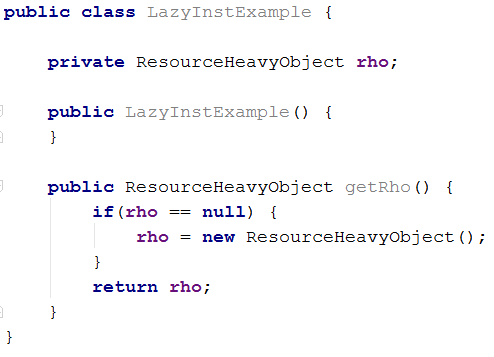 public class LazyInstExample {
private ResourceHeavyObject rho;
public LazyInstExample() {
}
public ResourceHeavyObject getRho() {
if(rho == null) {
rho = new ResourceHeavyObject();
}
return rho;
}
}